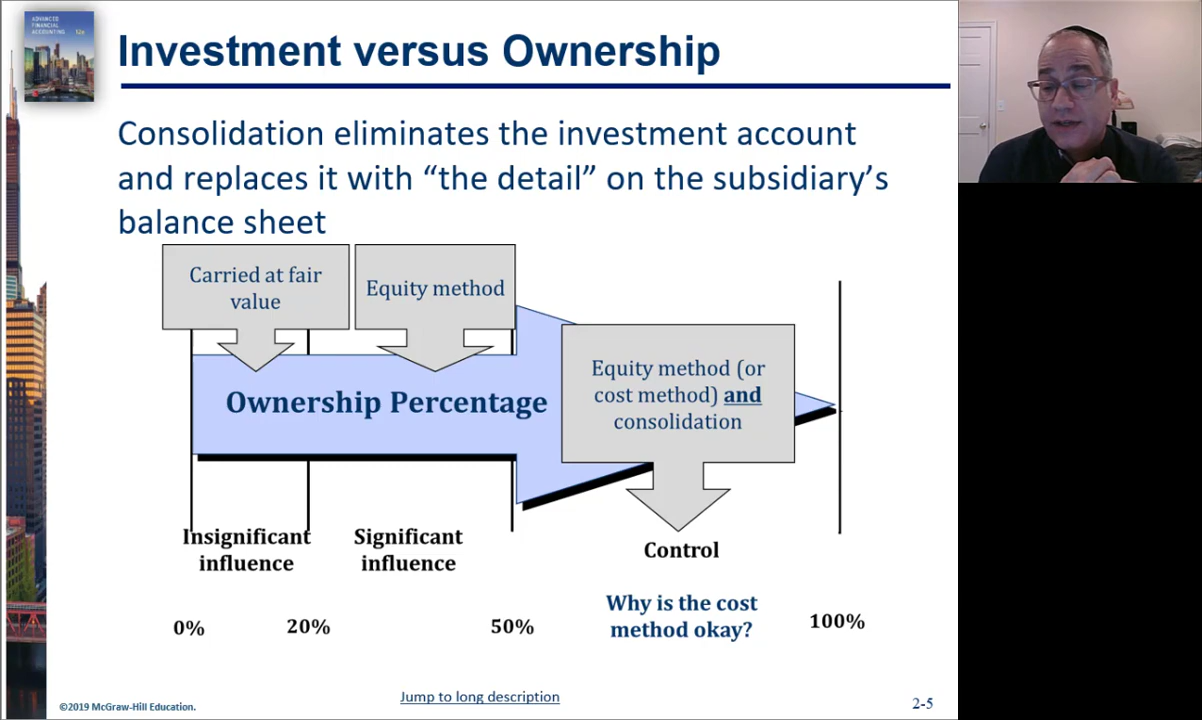 ADVANCED
FINANCIAL
ACCOUNTING 12e
Investment versus Ownership
Consolidation eliminates the investment account
and replaces it with “the detail” on the subsidiary’s
balance sheet
Carried at fair
value
Equity method
Equity method (or
cost method) and
consolidation
Ownership Percentage
Insignificant
influence
Significant
influence
Control
0%
20%
50%
Why is the cost
method okay?
100%
©2019 McGraw-Hill Education.
Jump to long description
2-5